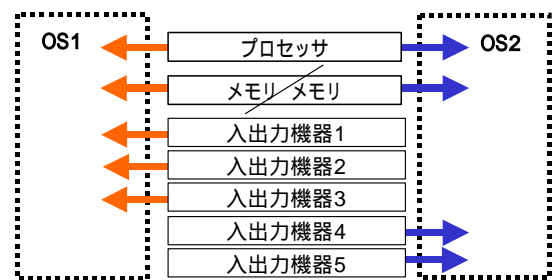 OS1
プロセッサ
OS2
メモリ メモリ
入出力機器1
入出力機器2
入出力機器3
入出力機器4
入出力機器5